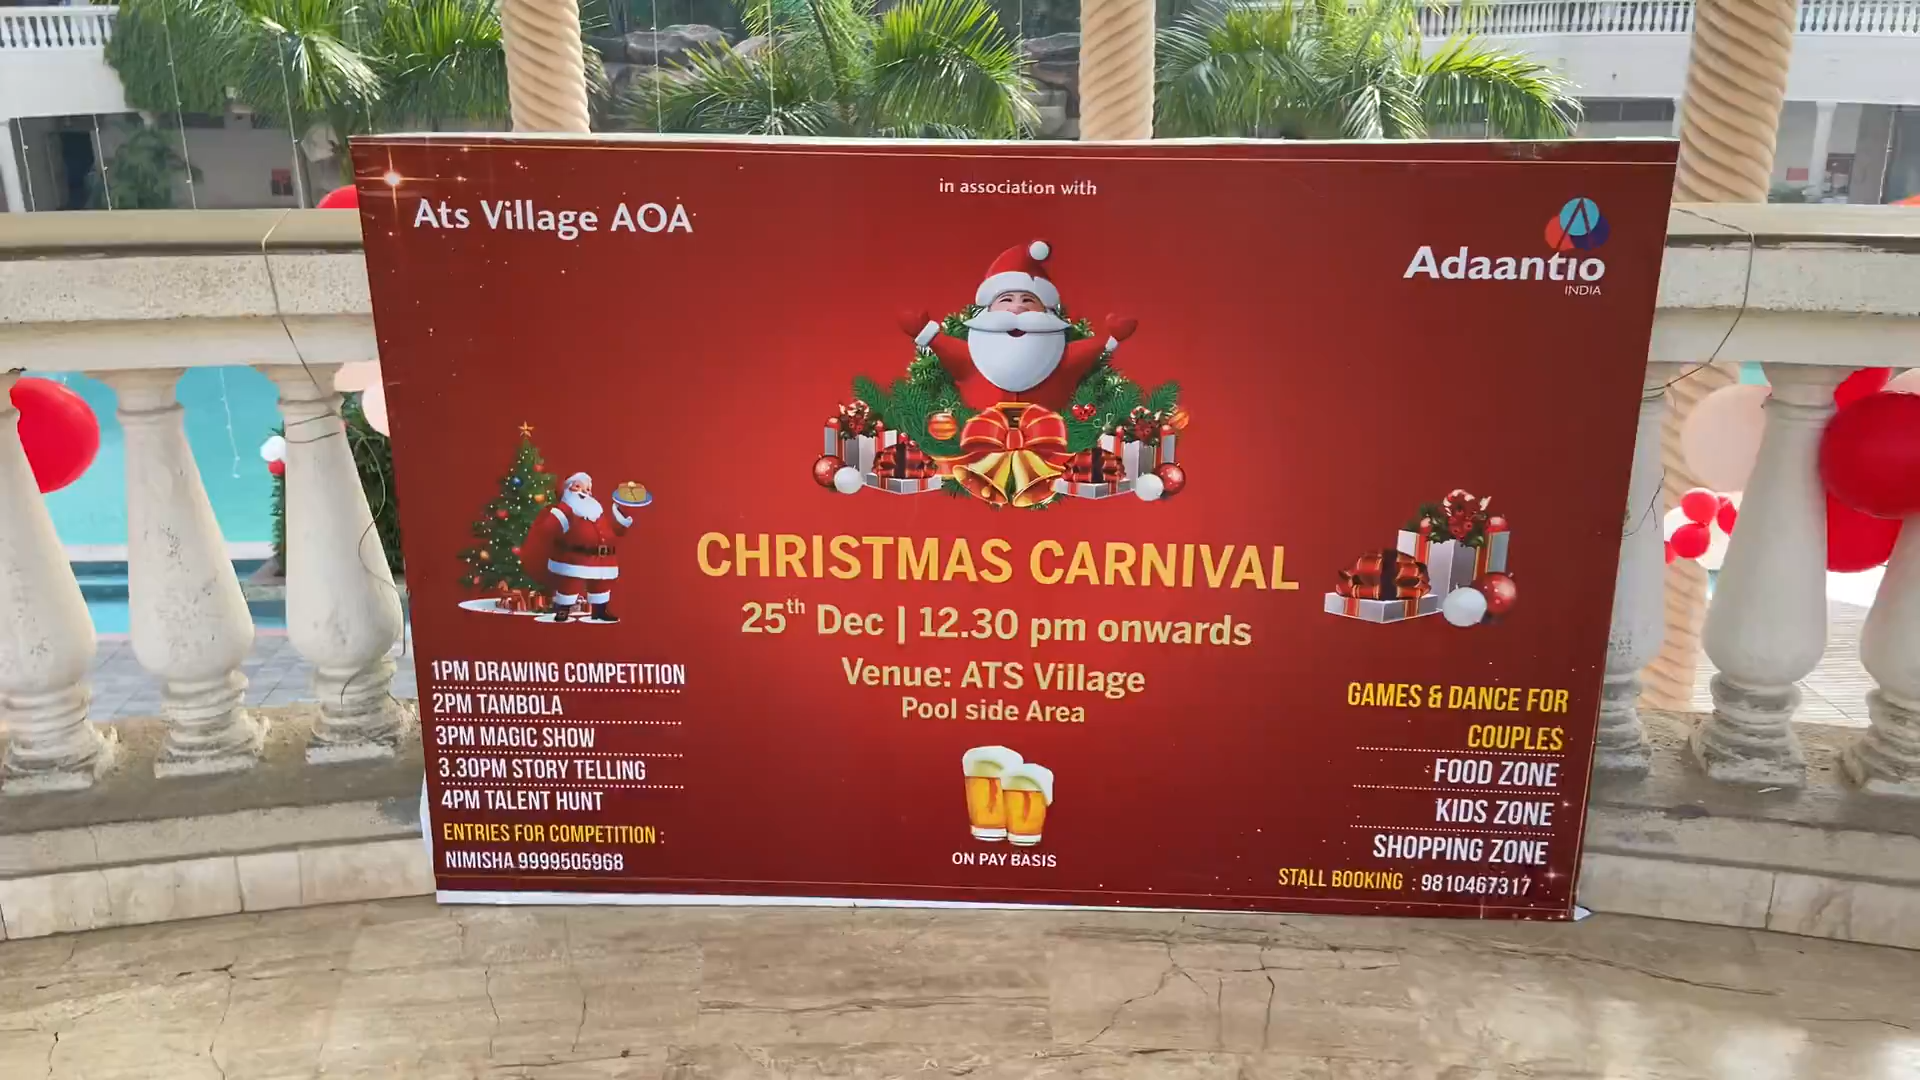 Ats Village AOA
in association with
Adaantio
INDIA
CHRISTMAS CARNIVAL
25th Dec | 12.30 pm onwards
Venue: ATS Village
Pool side Area
1PM DRAWING COMPETITION
2PM TAMBOLA
3PM MAGIC SHOW
3.30PM STORY TELLING
4PM TALENT HUNT
ENTRIES FOR COMPETITION :
NIMISHA 9999505968
ON PAY BASIS
GAMES & DANCE FOR
COUPLES
FOOD ZONE
KIDS ZONE
SHOPPING ZONE
STALL BOOKING : 9810467317